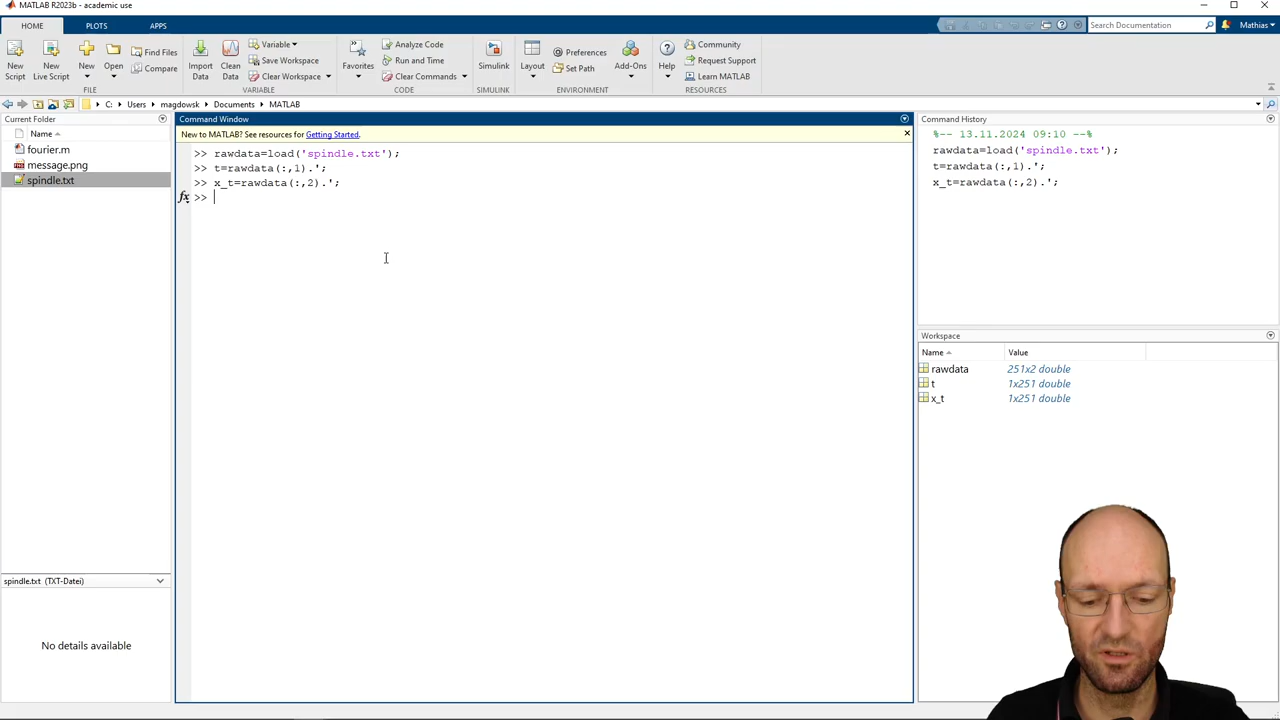 MATLAB R2023b - academic use
HOME PLOTS APPS
Search Documentation Mathias
New Script
New Live Script
New
Open
Find Files
Compare
FILE
Import Data
Clean Data
Variable
Save Workspace
Clear Workspace
VARIABLE
Favorites
Analyze Code
Run and Time
Clear Commands
CODE
Simulink
SIMULINK
Layout
Preferences
Set Path
Add-Ons
ENVIRONMENT
Help
Community
Request Support
Learn MATLAB
RESOURCES
C: Users magdowsk Documents MATLAB
Current Folder
Name
fourier.m
message.png
spindle.txt
spindle.txt (TXT-Datei)
No details available
Command Window
New to MATLAB? See resources for Getting Started.
>> rawdata=load('spindle.txt');
>> t=rawdata(:,1).';
>> x_t=rawdata(:,2).';
fx >>
Command History
%-- 13.11.2024 09:10 --%
rawdata=load('spindle.txt');
t=rawdata(:,1).';
x_t=rawdata(:,2).';
Workspace
Name Value
rawdata 251x2 double
t 1x251 double
x_t 1x251 double